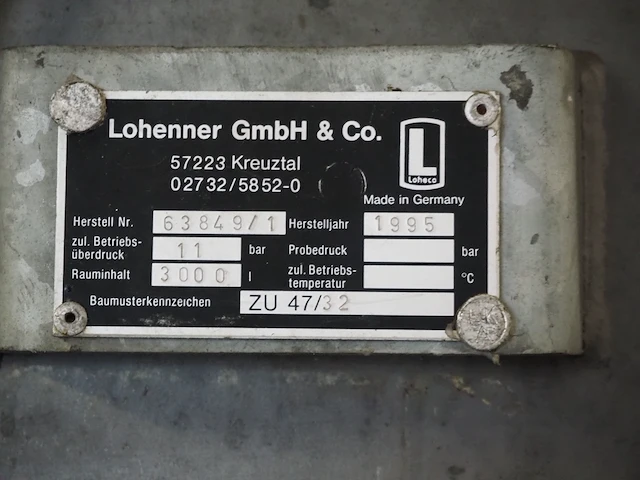 Lohenner GmbH & Co.
57223 Kreuztal
02732/5852-0
L
Loheco
Made in Germany
Herstell Nr. 63849/1 Herstelljahr 1995
zul. Betriebs-
überdruck 11 bar Probedruck bar
Rauminhalt 3000 l zul. Betriebs-
temperatur °C
Baumusterkennzeichen ZU 47/32